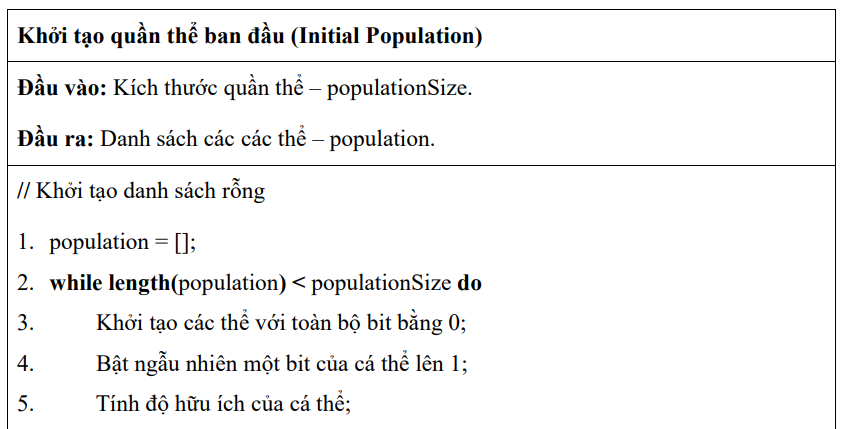 Khởi tạo quần thể ban đầu (Initial Population)
Đầu vào: Kích thước quần thể – populationSize.
Đầu ra: Danh sách các các thể – population.
// Khởi tạo danh sách rỗng
1. population = [];
2. while length(population) < populationSize do
3. Khởi tạo các thể với toàn bộ bit bằng 0;
4. Bật ngẫu nhiên một bit của cá thể lên 1;
5. Tính độ hữu ích của cá thể;